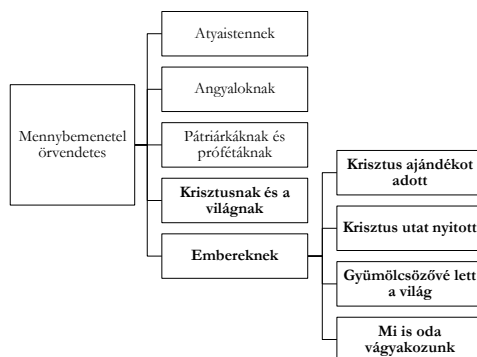 Mennybemenetel
örvendetes
Atyaistennek
Angyaloknak
Pátriárkáknak és
prófétáknak
Krisztusnak és a
világnak
Embereknek
Krisztus ajándékot
adott
Krisztus utat nyitott
Gyümölcsözővé lett
a világ
Mi is oda
vágyakozunk